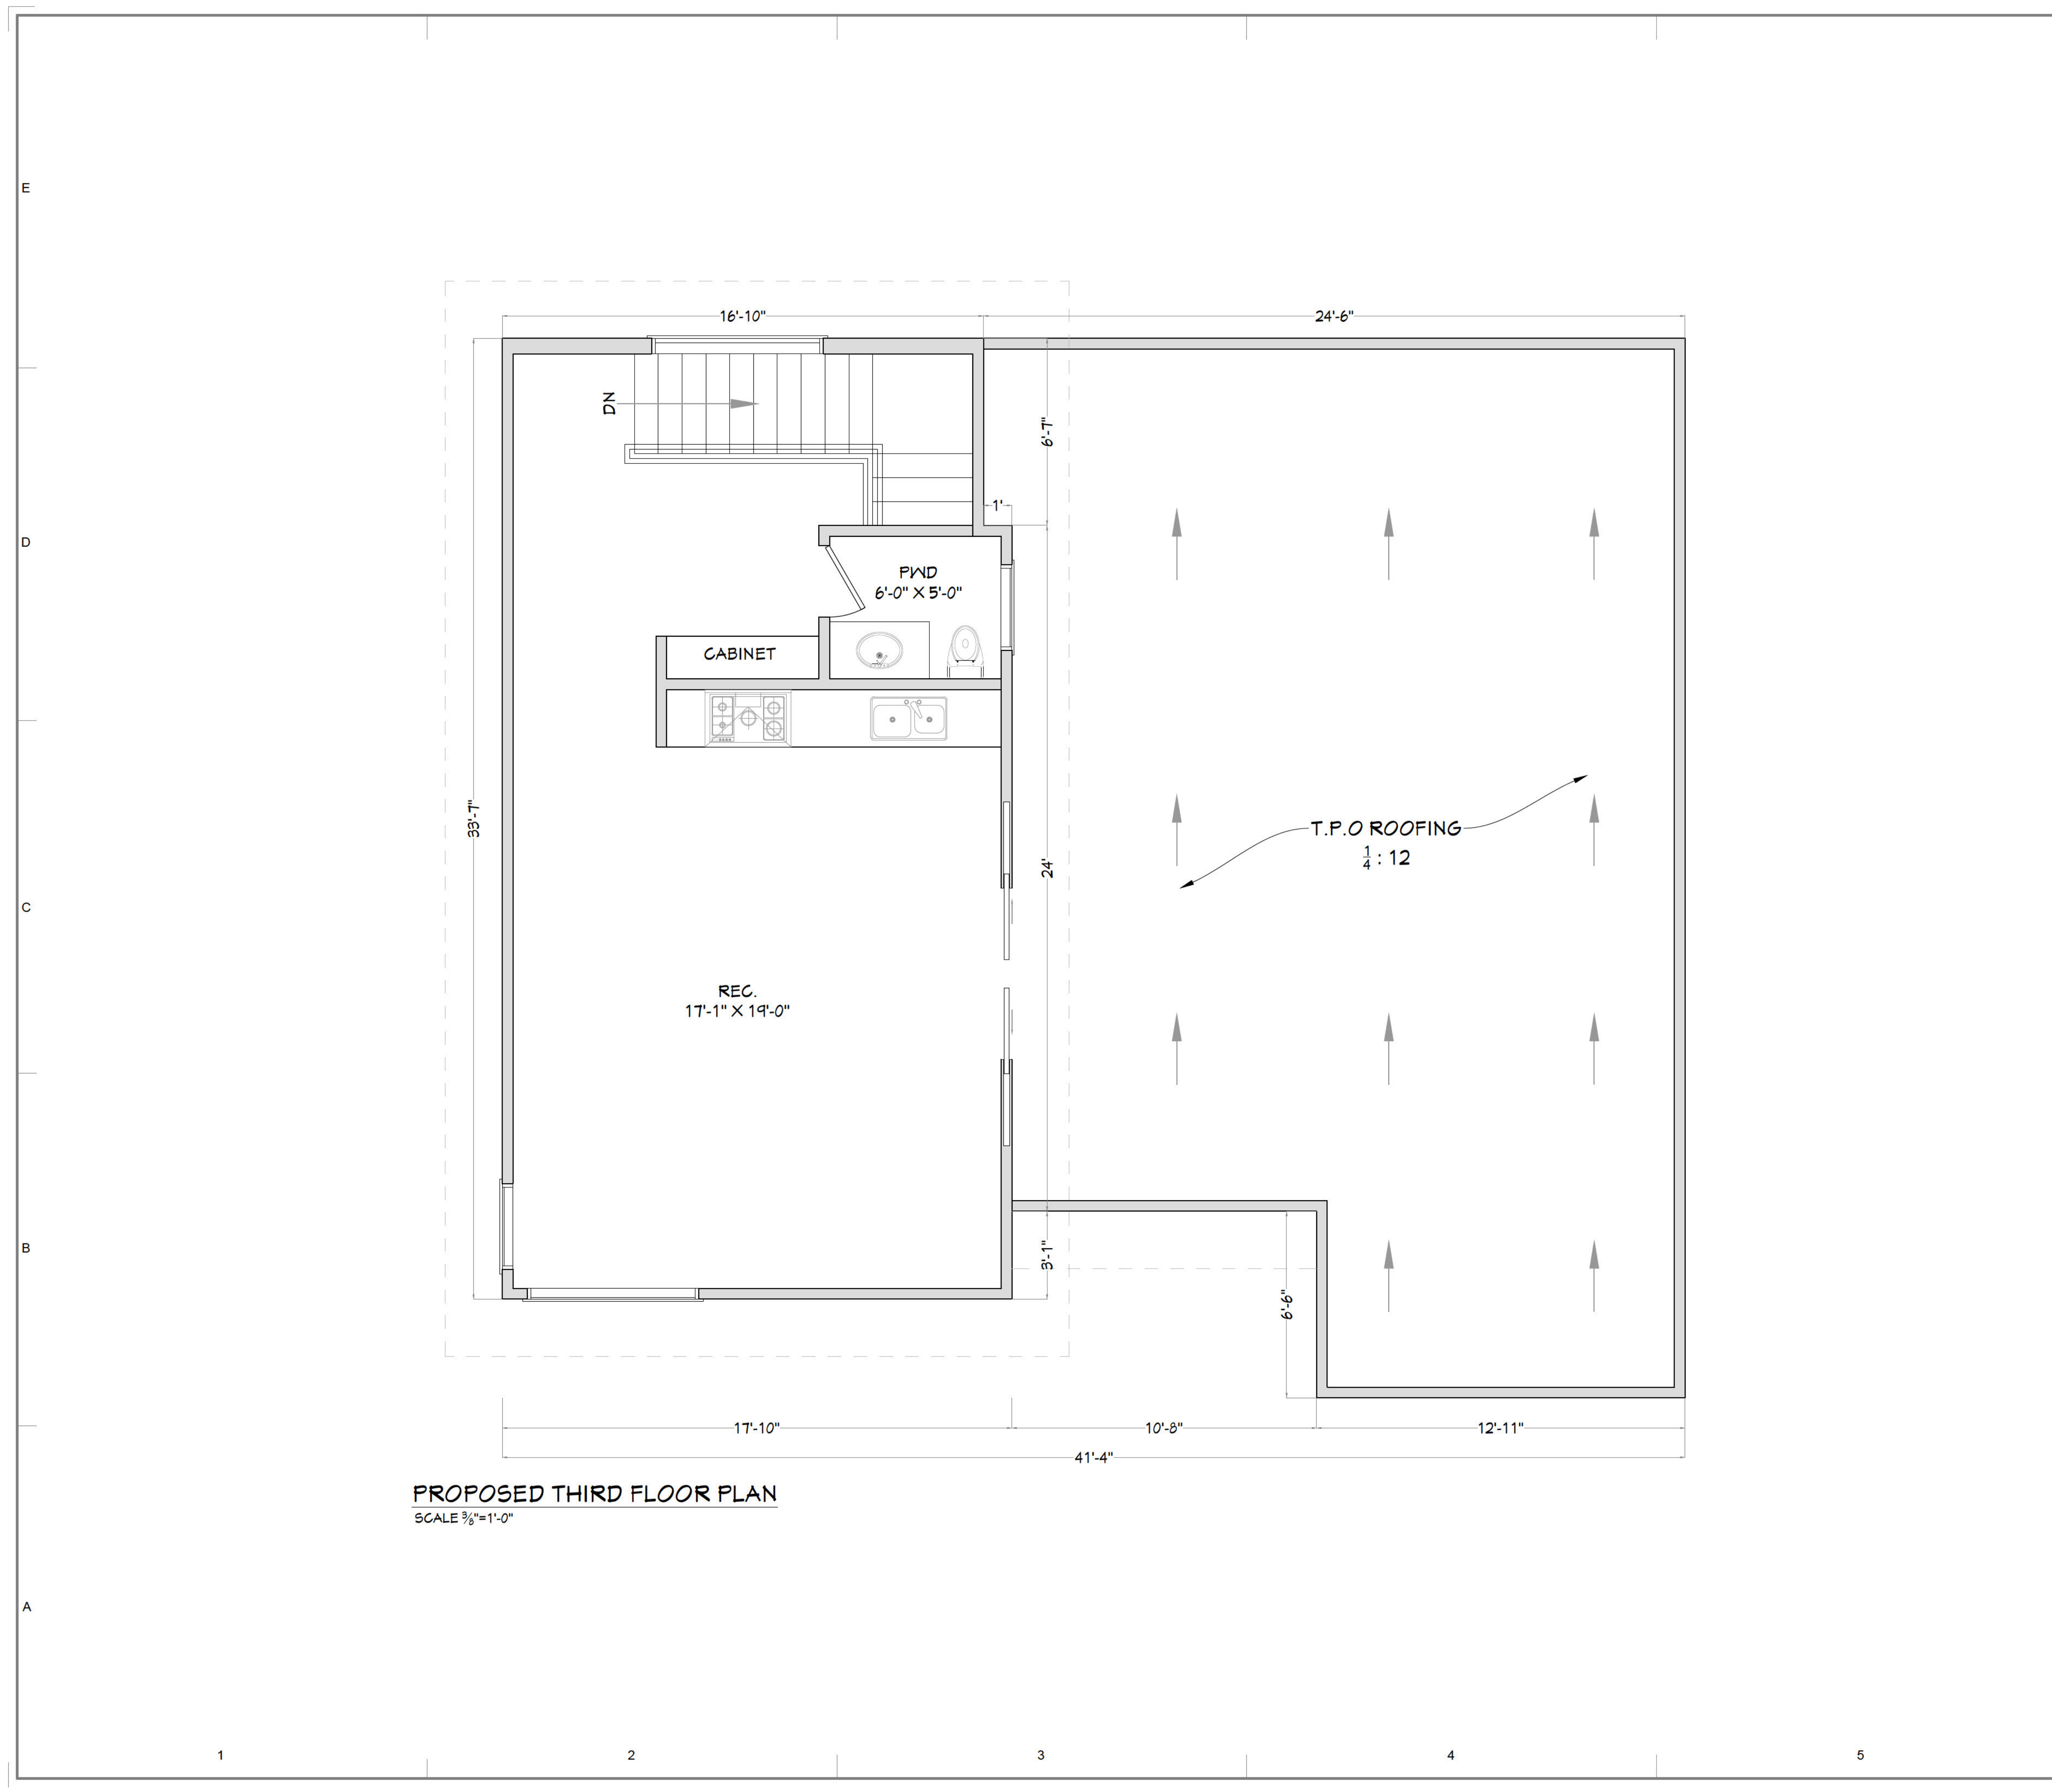 E
16'-10"
24'-6"
DN
6'-7"
1'
D
PWD
6'-0" X 5'-0"
CABINET
33'-7"
T.P.O ROOFING
1/4 : 12
24'
C
REC.
17'-1" X 19'-0"
B
3'-1"
6'-6"
17'-10"
10'-8"
12'-11"
41'-4"
PROPOSED THIRD FLOOR PLAN
SCALE 3/8"=1'-0"
A
1
2
3
4
5